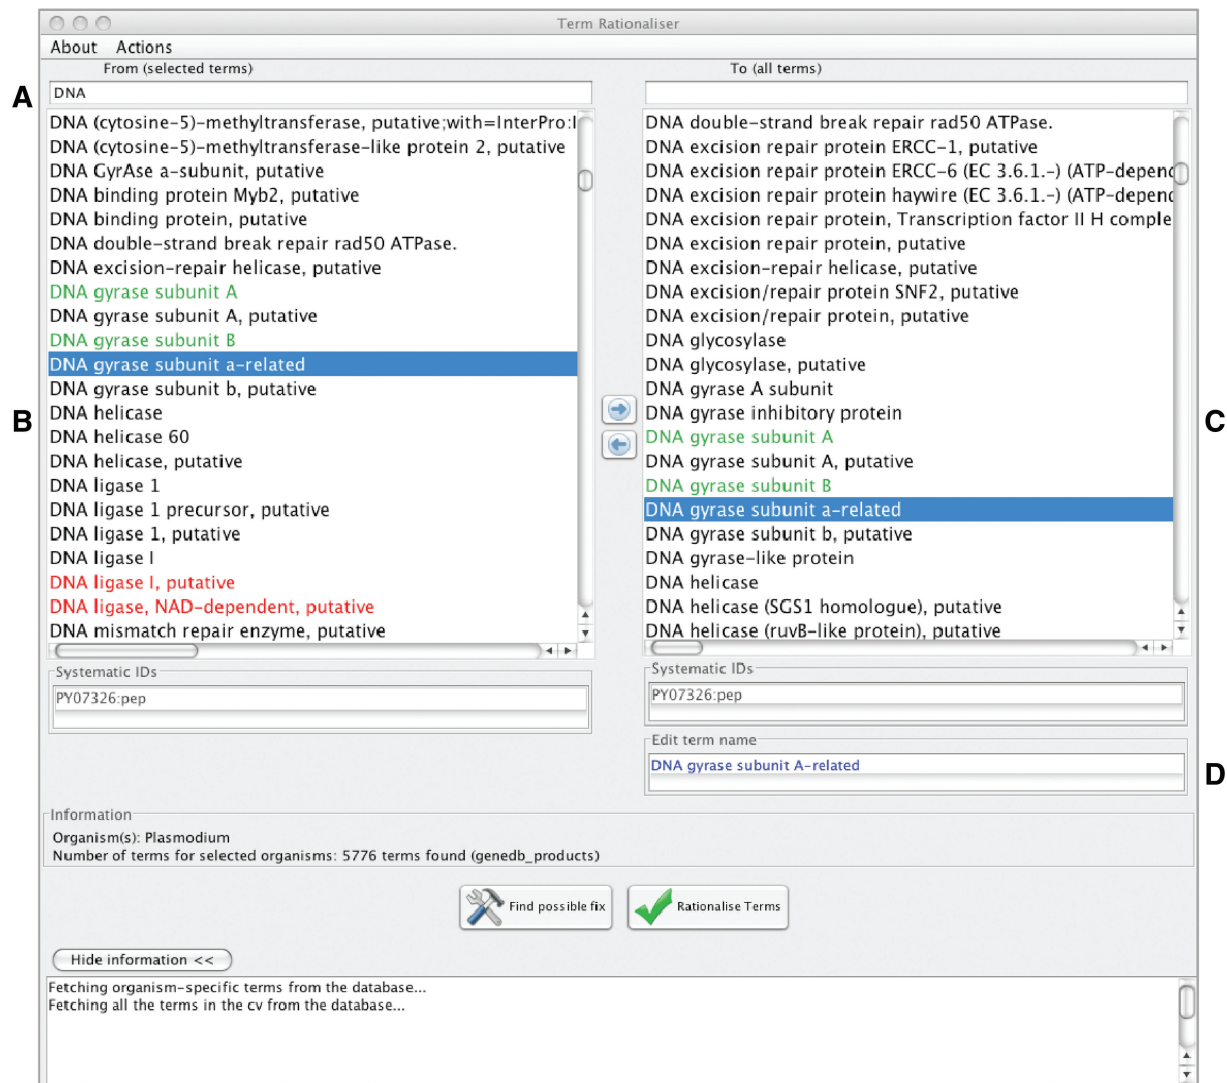 Term Rationaliser
About Actions
From (selected terms)
To (all terms)
A
DNA
DNA (cytosine-5)-methyltransferase, putative;with=InterPro:
DNA (cytosine-5)-methyltransferase-like protein 2, putative
DNA GyrAse a-subunit, putative
DNA binding protein Myb2, putative
DNA binding protein, putative
DNA double-strand break repair rad50 ATPase.
DNA excision-repair helicase, putative
DNA gyrase subunit A
DNA gyrase subunit A, putative
DNA gyrase subunit B
DNA gyrase subunit a-related
DNA gyrase subunit b, putative
B
DNA helicase
DNA helicase 60
DNA helicase, putative
DNA ligase 1
DNA ligase 1 precursor, putative
DNA ligase 1, putative
DNA ligase I
DNA ligase I, putative
DNA ligase, NAD-dependent, putative
DNA mismatch repair enzyme, putative
Systematic IDs
PY07326:pep
DNA double-strand break repair rad50 ATPase.
DNA excision repair protein ERCC-1, putative
DNA excision repair protein ERCC-6 (EC 3.6.1.-) (ATP-depend
DNA excision repair protein haywire (EC 3.6.1.-) (ATP-depend
DNA excision repair protein, Transcription factor II H comple
DNA excision repair protein, putative
DNA excision-repair helicase, putative
DNA excision/repair protein SNF2, putative
DNA excision/repair protein, putative
DNA glycosylase
DNA glycosylase, putative
DNA gyrase A subunit
DNA gyrase inhibitory protein
C
DNA gyrase subunit A
DNA gyrase subunit A, putative
DNA gyrase subunit B
DNA gyrase subunit a-related
DNA gyrase subunit b, putative
DNA gyrase-like protein
DNA helicase
DNA helicase (SGS1 homologue), putative
DNA helicase (ruvB-like protein), putative
Systematic IDs
PY07326:pep
Edit term name
DNA gyrase subunit A-related
D
Information
Organism(s): Plasmodium
Number of terms for selected organisms: 5776 terms found (genedb_products)
Find possible fix
Rationalise Terms
Hide information <<
Fetching organism-specific terms from the database...
Fetching all the terms in the cv from the database...